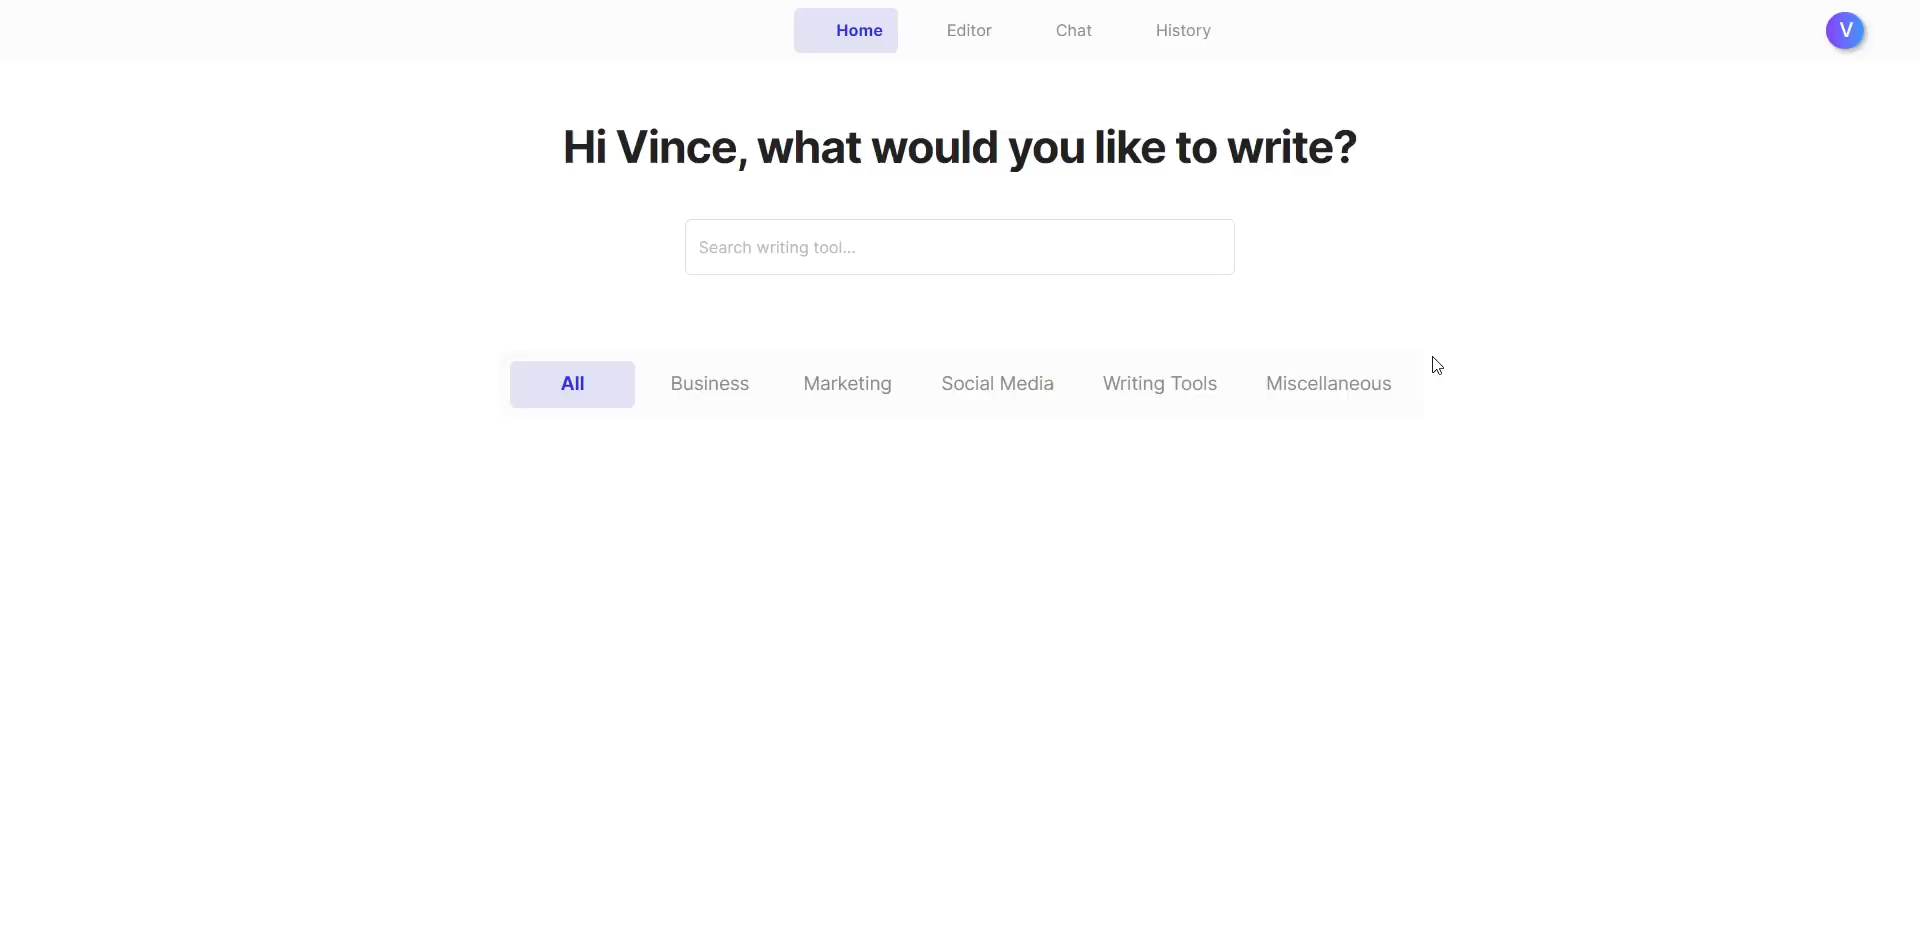 Home Editor Chat History V
Hi Vince, what would you like to write?
Search writing tool...
All Business Marketing Social Media Writing Tools Miscellaneous